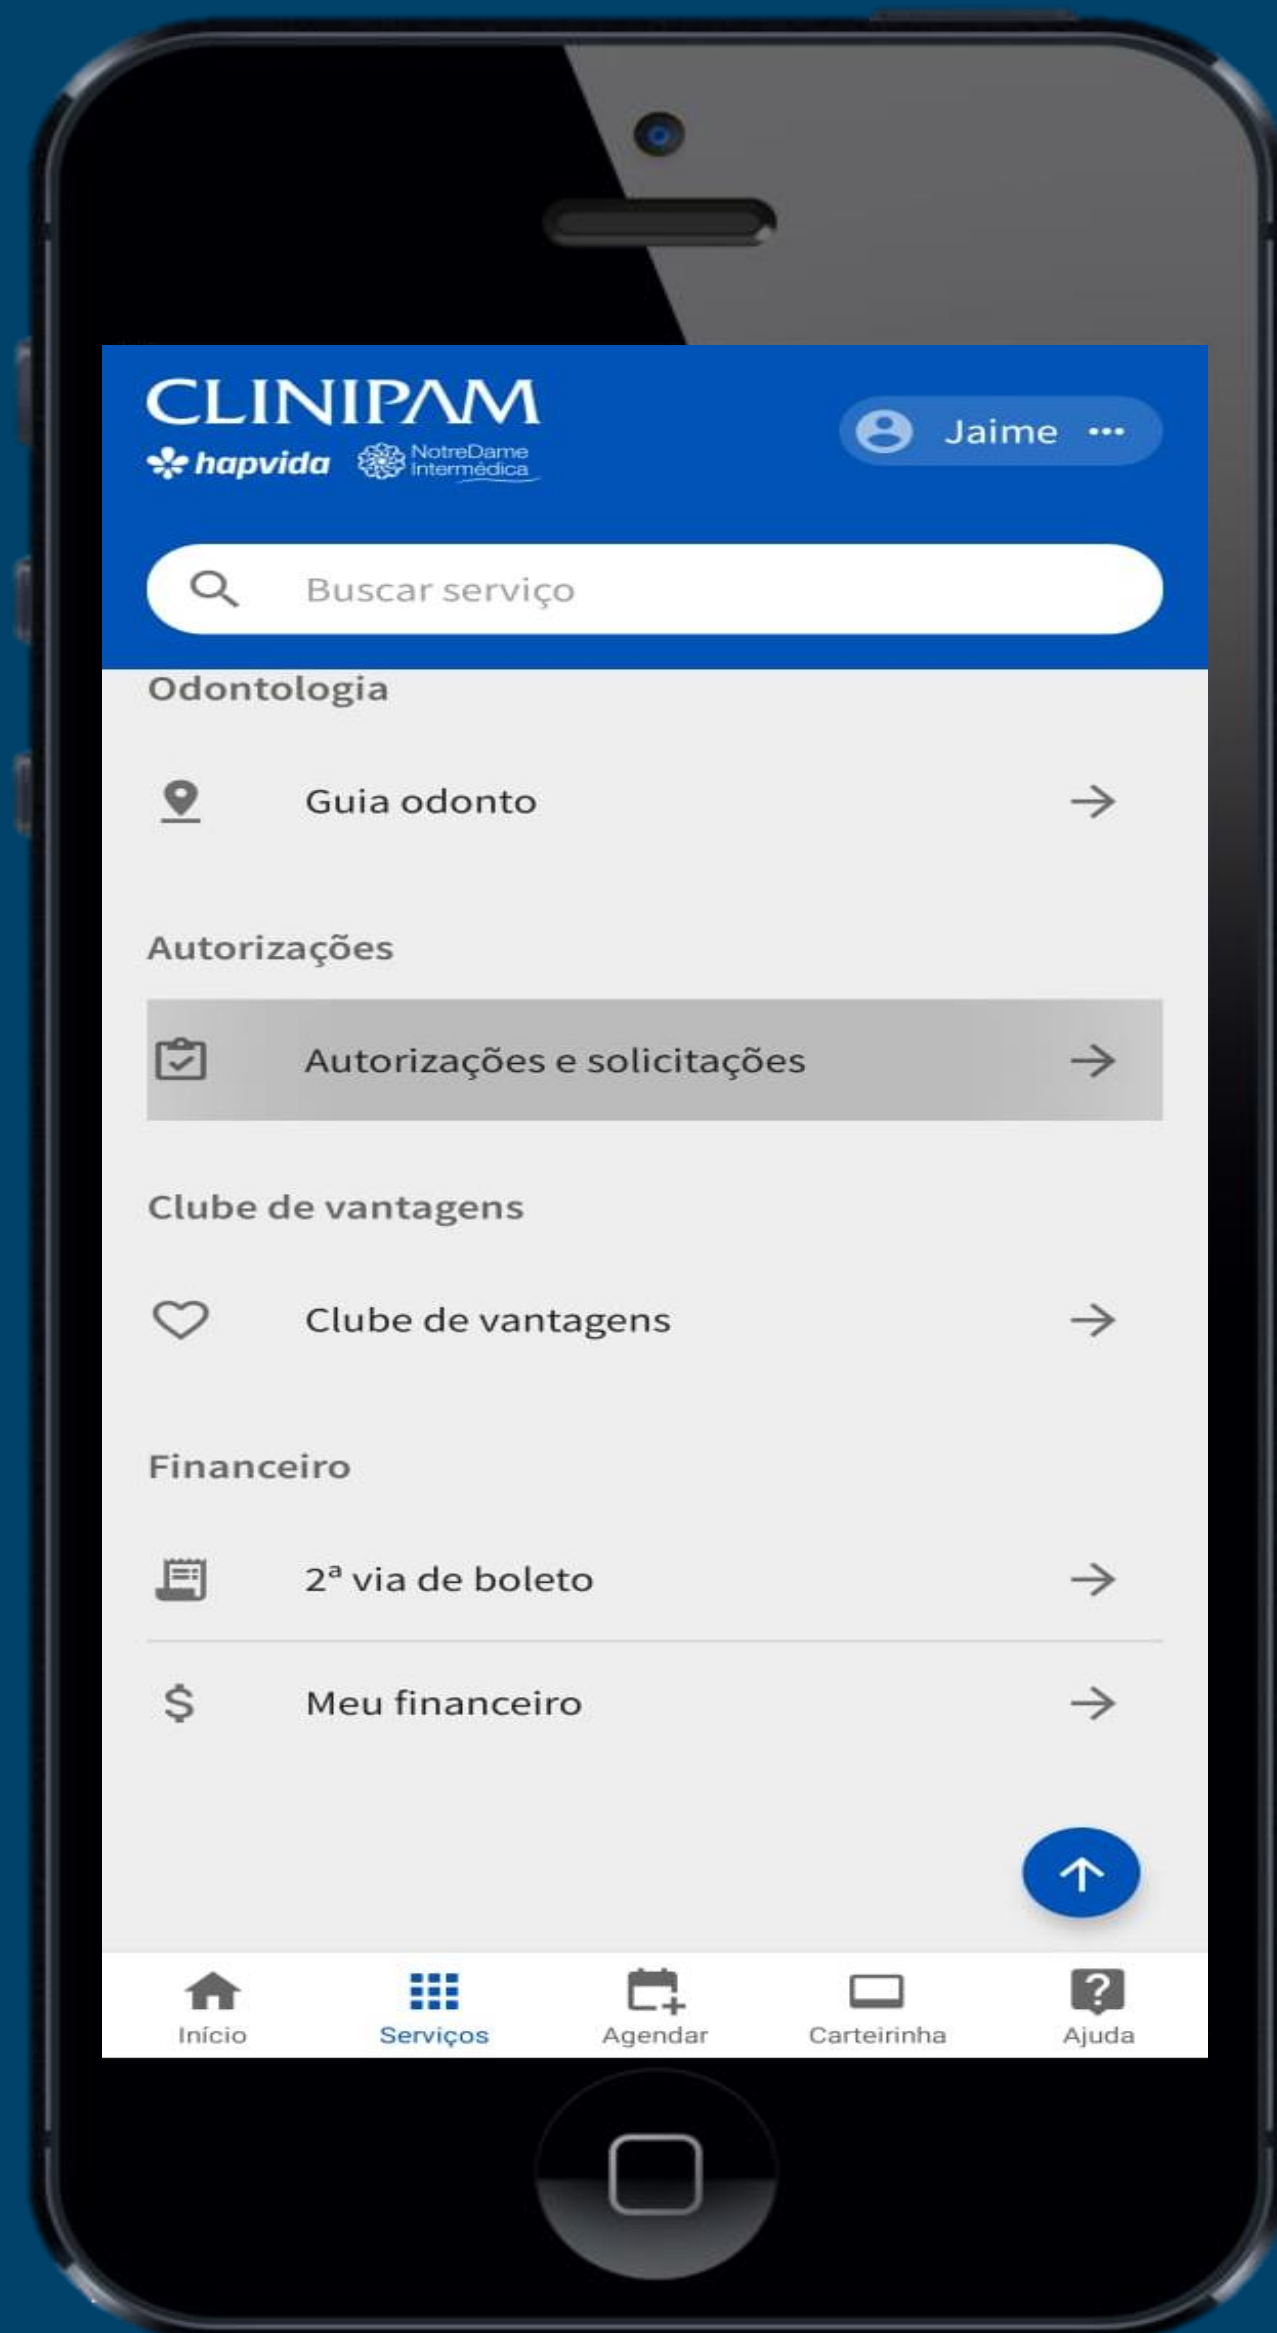 CLINIPAM
hapvida NotreDame Intermédica
Jaime
Buscar serviço
Odontologia
Guia odonto
Autorizações
Autorizações e solicitações
Clube de vantagens
Clube de vantagens
Financeiro
2ª via de boleto
$ Meu financeiro
Início Serviços Agendar Carteirinha Ajuda